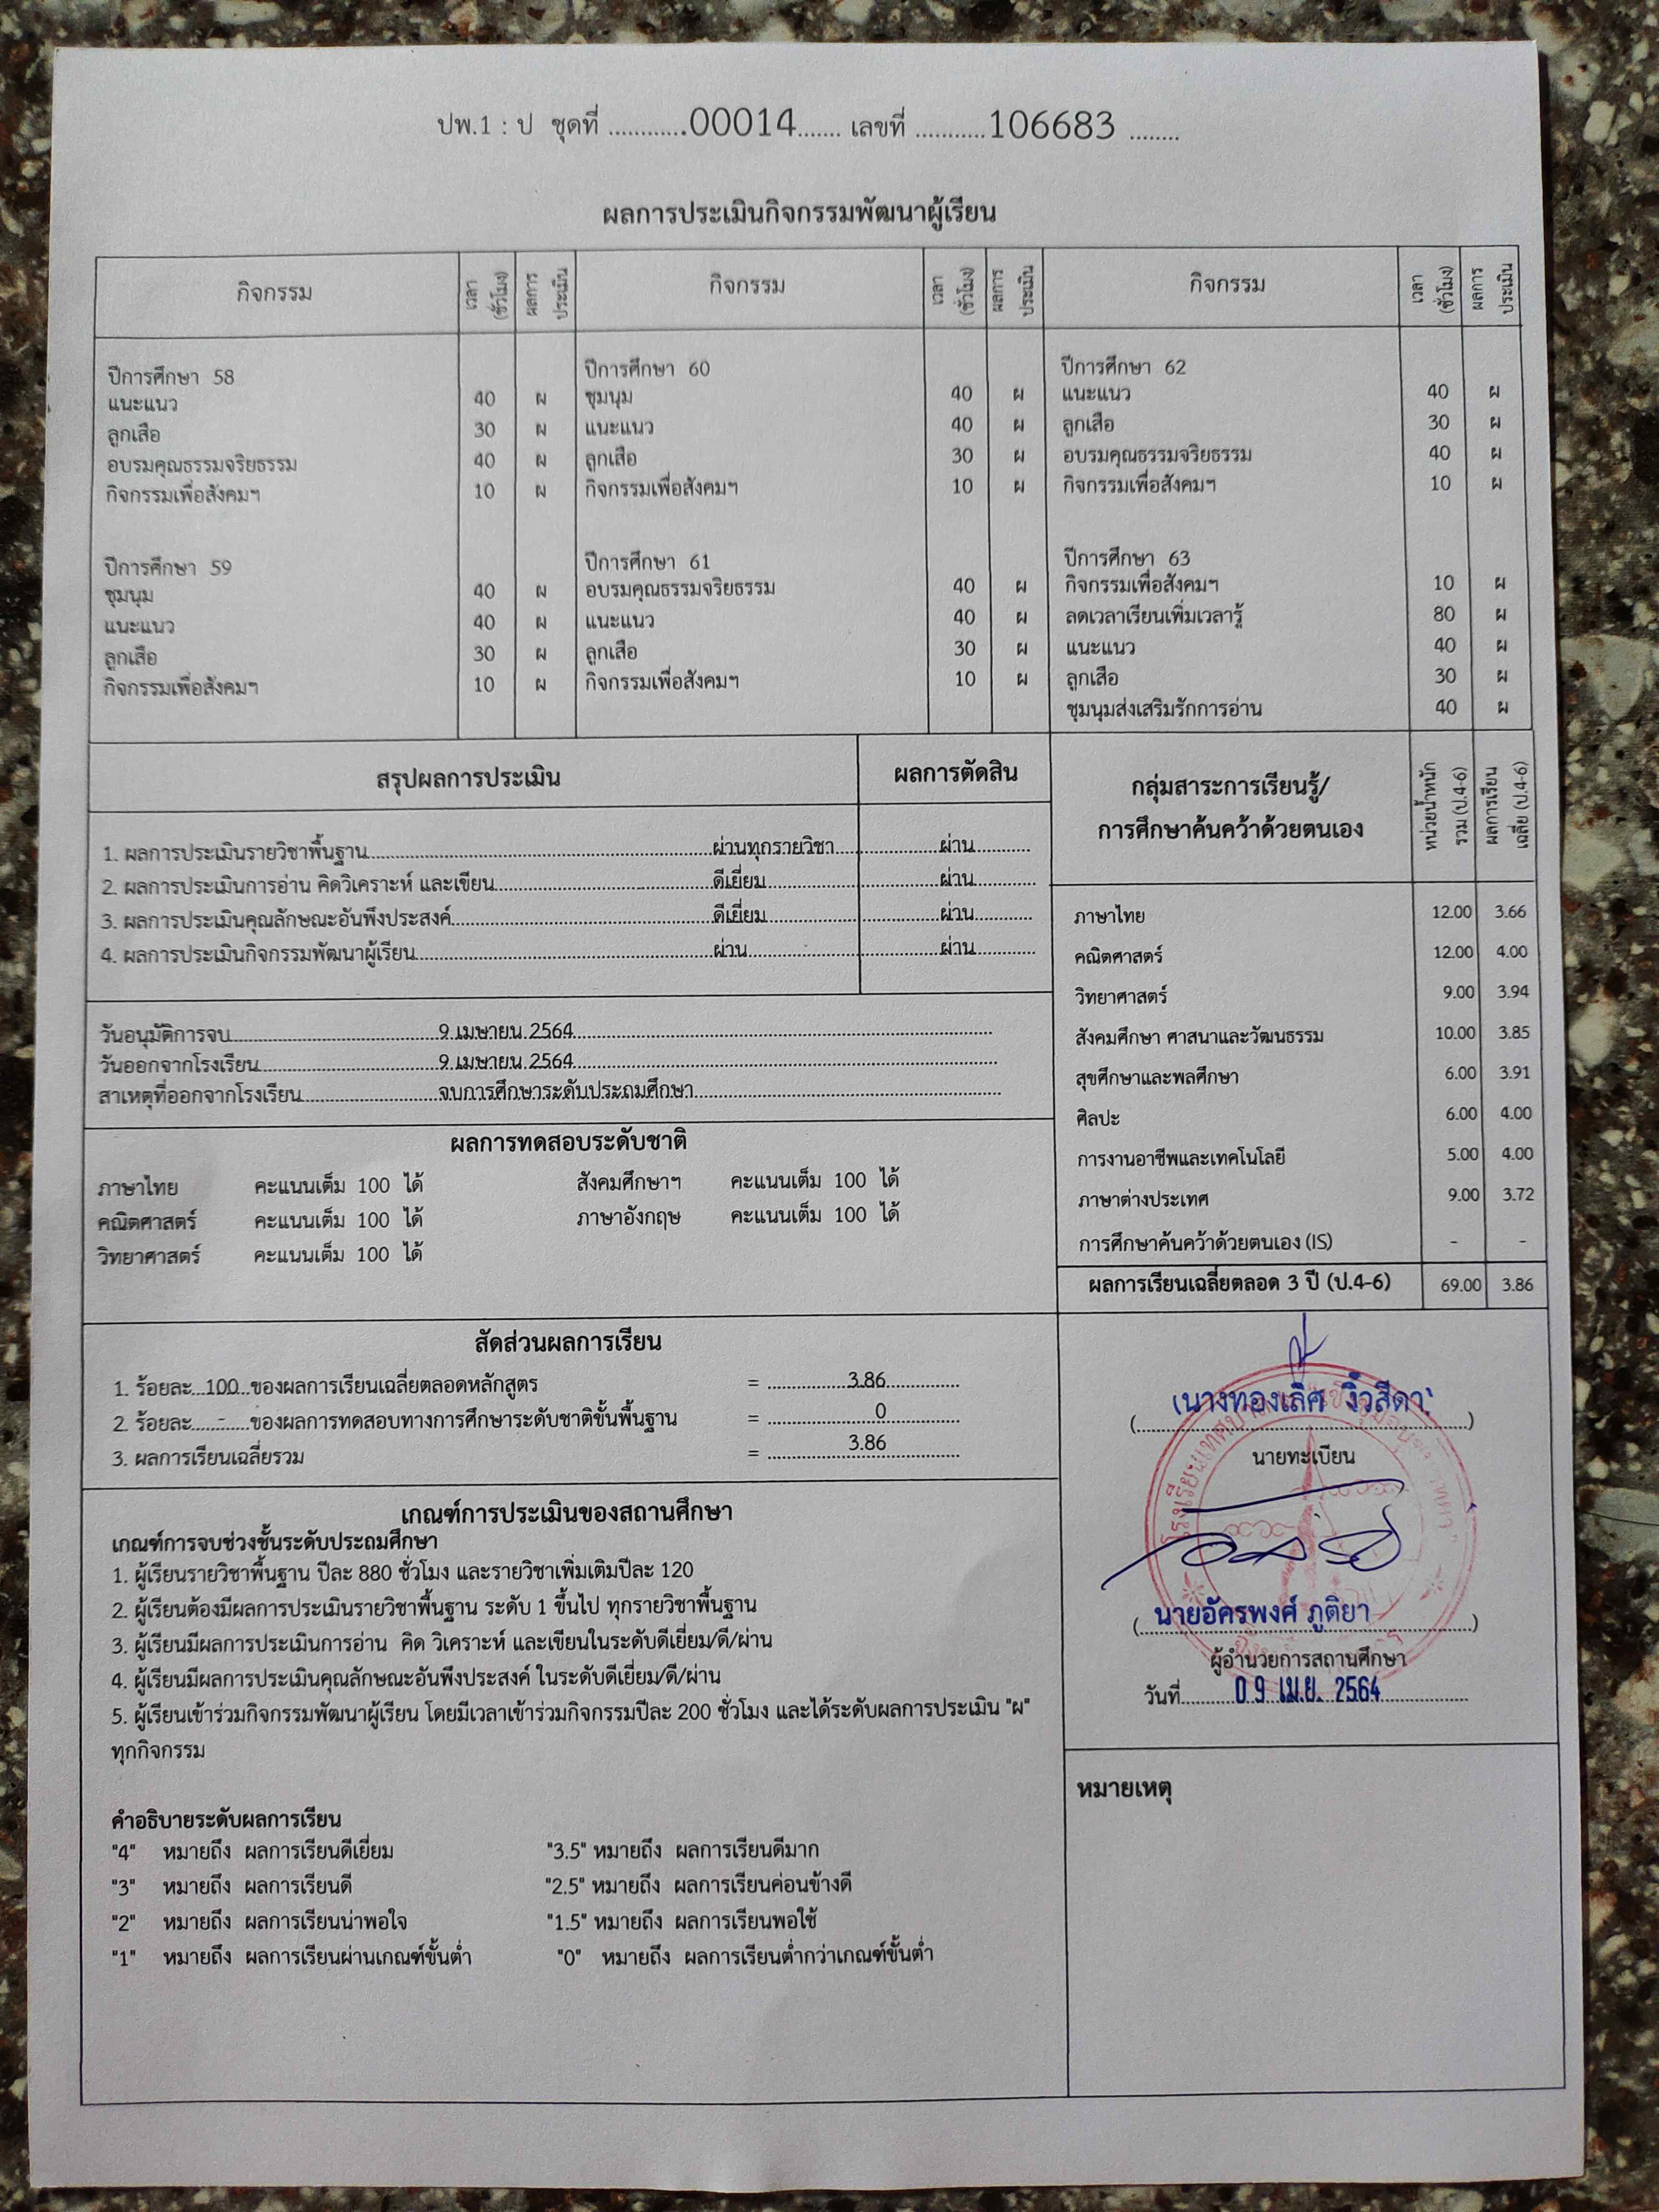 ปพ.1 : ป ชุดที่ ............00014....... เลขที่ ...........106683 ........
ผลการประเมินกิจกรรมพัฒนาผู้เรียน
กิจกรรม เวลา (ชั่วโมง) ผลการประเมิน กิจกรรม เวลา (ชั่วโมง) ผลการประเมิน กิจกรรม เวลา (ชั่วโมง) ผลการประเมิน
ปีการศึกษา 58
แนะแนว 40 ผ
ลูกเสือ 30 ผ
อบรมคุณธรรมจริยธรรม 40 ผ
กิจกรรมเพื่อสังคมฯ 10 ผ
ปีการศึกษา 59
ชุมนุม 40 ผ
แนะแนว 40 ผ
ลูกเสือ 30 ผ
กิจกรรมเพื่อสังคมฯ 10 ผ
ปีการศึกษา 60
ชุมนุม 40 ผ
แนะแนว 40 ผ
ลูกเสือ 30 ผ
กิจกรรมเพื่อสังคมฯ 10 ผ
ปีการศึกษา 61
อบรมคุณธรรมจริยธรรม 40 ผ
แนะแนว 40 ผ
ลูกเสือ 30 ผ
กิจกรรมเพื่อสังคมฯ 10 ผ
ปีการศึกษา 62
แนะแนว 40 ผ
ลูกเสือ 30 ผ
อบรมคุณธรรมจริยธรรม 40 ผ
กิจกรรมเพื่อสังคมฯ 10 ผ
ปีการศึกษา 63
กิจกรรมเพื่อสังคมฯ 10 ผ
ลดเวลาเรียนเพิ่มเวลารู้ 80 ผ
แนะแนว 40 ผ
ลูกเสือ 30 ผ
ชุมนุมส่งเสริมรักการอ่าน 40 ผ
สรุปผลการประเมิน ผลการตัดสิน
1. ผลการประเมินรายวิชาพื้นฐาน ผ่านทุกรายวิชา ผ่าน
2. ผลการประเมินการอ่าน คิดวิเคราะห์ และเขียน ดีเยี่ยม ผ่าน
3. ผลการประเมินคุณลักษณะอันพึงประสงค์ ดีเยี่ยม ผ่าน
4. ผลการประเมินกิจกรรมพัฒนาผู้เรียน ผ่าน ผ่าน
วันอนุมัติการจบ 9 เมษายน 2564
วันออกจากโรงเรียน 9 เมษายน 2564
สาเหตุที่ออกจากโรงเรียน จบการศึกษาระดับประถมศึกษา
ผลการทดสอบระดับชาติ
ภาษาไทย คะแนนเต็ม 100 ได้ สังคมศึกษาฯ คะแนนเต็ม 100 ได้
คณิตศาสตร์ คะแนนเต็ม 100 ได้ ภาษาอังกฤษ คะแนนเต็ม 100 ได้
วิทยาศาสตร์ คะแนนเต็ม 100 ได้
กลุ่มสาระการเรียนรู้/
การศึกษาค้นคว้าด้วยตนเอง
หน่วยน้ำหนัก รวม (ป.4-6) ผลการเรียน เฉลี่ย (ป.4-6)
ภาษาไทย 12.00 3.66
คณิตศาสตร์ 12.00 4.00
วิทยาศาสตร์ 9.00 3.94
สังคมศึกษา ศาสนาและวัฒนธรรม 10.00 3.85
สุขศึกษาและพลศึกษา 6.00 3.91
ศิลปะ 6.00 4.00
การงานอาชีพและเทคโนโลยี 5.00 4.00
ภาษาต่างประเทศ 9.00 3.72
การศึกษาค้นคว้าด้วยตนเอง (IS) - -
ผลการเรียนเฉลี่ยตลอด 3 ปี (ป.4-6) 69.00 3.86
สัดส่วนผลการเรียน
1. ร้อยละ...100...ของผลการเรียนเฉลี่ยตลอดหลักสูตร = 3.86
2. ร้อยละ.....-.....ของผลการทดสอบทางการศึกษาระดับชาติขั้นพื้นฐาน = 0
3. ผลการเรียนเฉลี่ยรวม = 3.86
เกณฑ์การประเมินของสถานศึกษา
เกณฑ์การจบช่วงชั้นระดับประถมศึกษา
1. ผู้เรียนรายวิชาพื้นฐาน ปีละ 880 ชั่วโมง และรายวิชาเพิ่มเติมปีละ 120
2. ผู้เรียนต้องมีผลการประเมินรายวิชาพื้นฐาน ระดับ 1 ขึ้นไป ทุกรายวิชาพื้นฐาน
3. ผู้เรียนมีผลการประเมินการอ่าน คิด วิเคราะห์ และเขียนในระดับดีเยี่ยม/ดี/ผ่าน
4. ผู้เรียนมีผลการประเมินคุณลักษณะอันพึงประสงค์ ในระดับดีเยี่ยม/ดี/ผ่าน
5. ผู้เรียนเข้าร่วมกิจกรรมพัฒนาผู้เรียน โดยมีเวลาเข้าร่วมกิจกรรมปีละ 200 ชั่วโมง และได้ระดับผลการประเมิน "ผ"
ทุกกิจกรรม
คำอธิบายระดับผลการเรียน
"4" หมายถึง ผลการเรียนดีเยี่ยม "3.5" หมายถึง ผลการเรียนดีมาก
"3" หมายถึง ผลการเรียนดี "2.5" หมายถึง ผลการเรียนค่อนข้างดี
"2" หมายถึง ผลการเรียนน่าพอใจ "1.5" หมายถึง ผลการเรียนพอใช้
"1" หมายถึง ผลการเรียนผ่านเกณฑ์ขั้นต่ำ "0" หมายถึง ผลการเรียนต่ำกว่าเกณฑ์ขั้นต่ำ
(นางทองเลิศ งิ้วสีดา)
นายทะเบียน
(นายอัครพงศ์ ภูติยา)
ผู้อำนวยการสถานศึกษา
วันที่ 09 เม.ย. 2564
หมายเหตุ